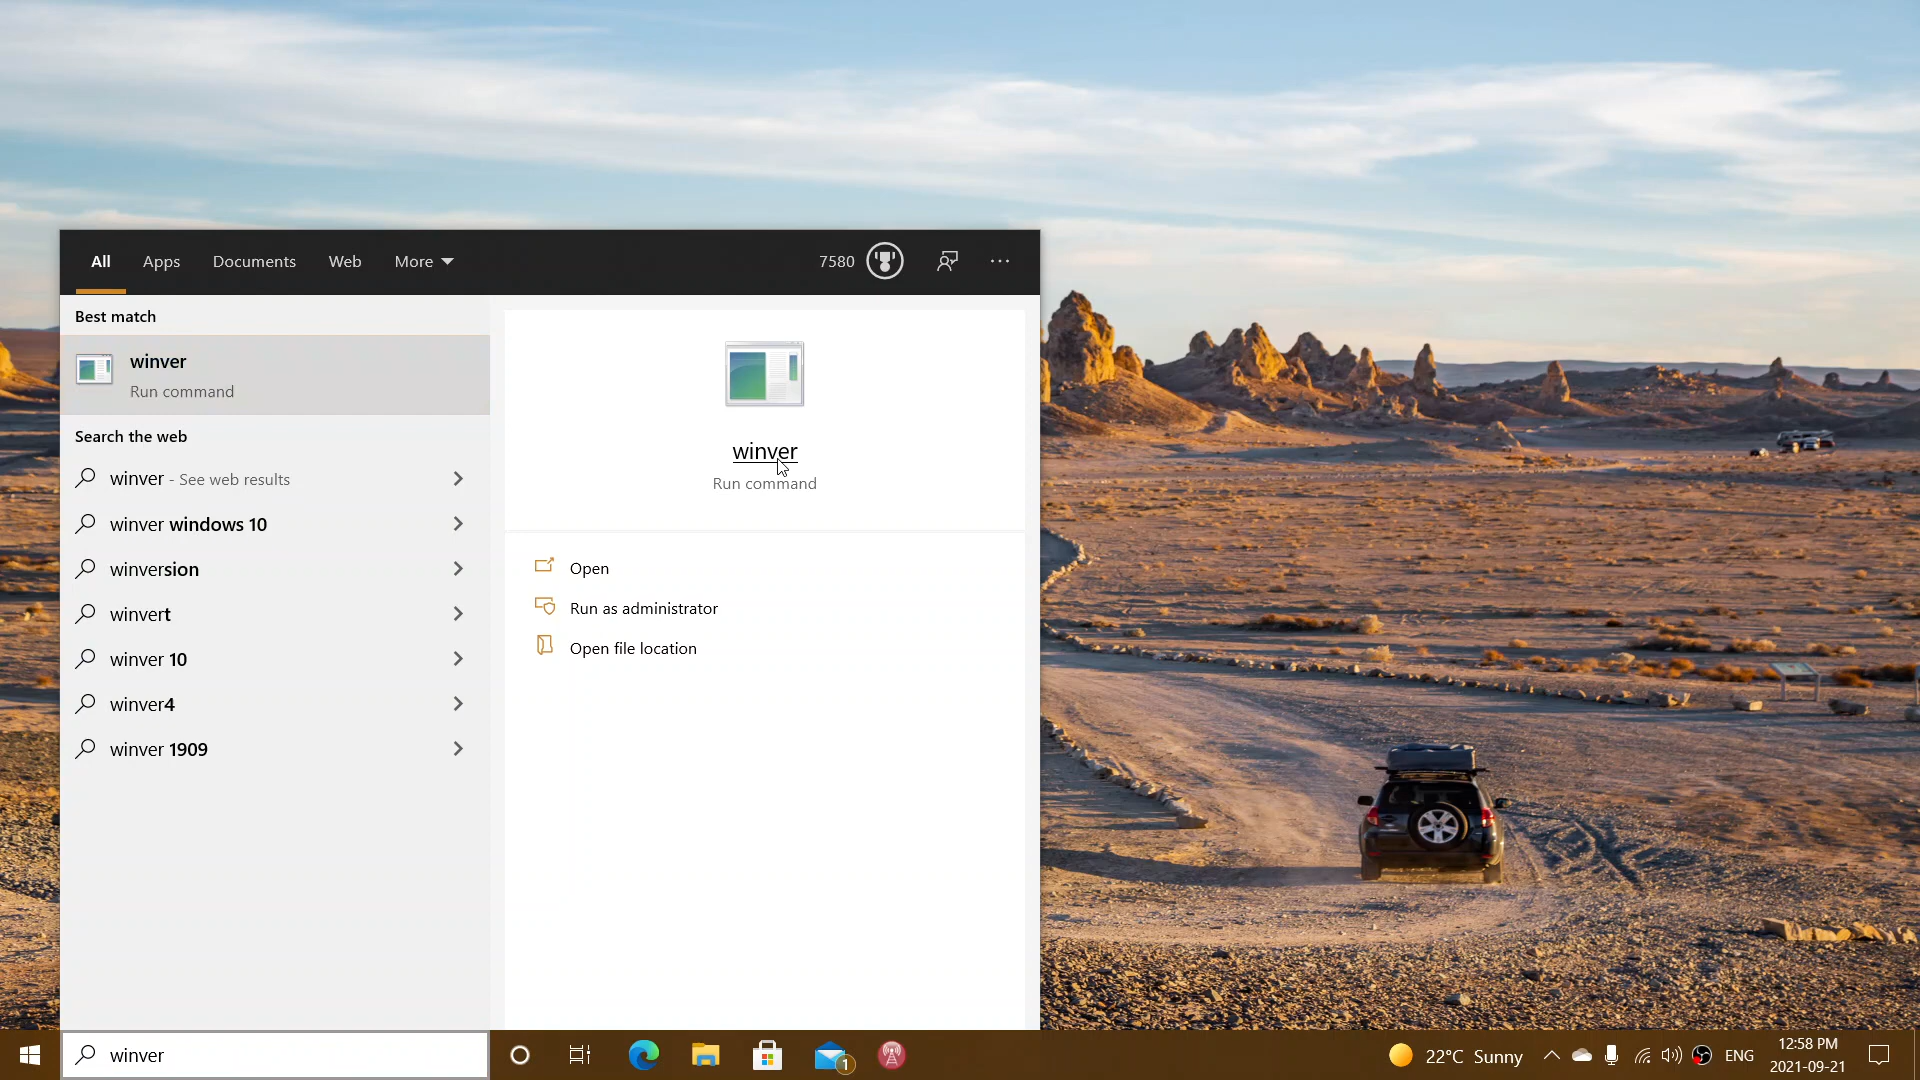 All Apps Documents Web More 7580 ...
Best match
winver
Run command
Search the web
winver - See web results
winver windows 10
winversion
winvert
winver 10
winver4
winver 1909
winver
Run command
Open
Run as administrator
Open file location
winver
1
22°C Sunny
ENG
12:58 PM
2021-09-21